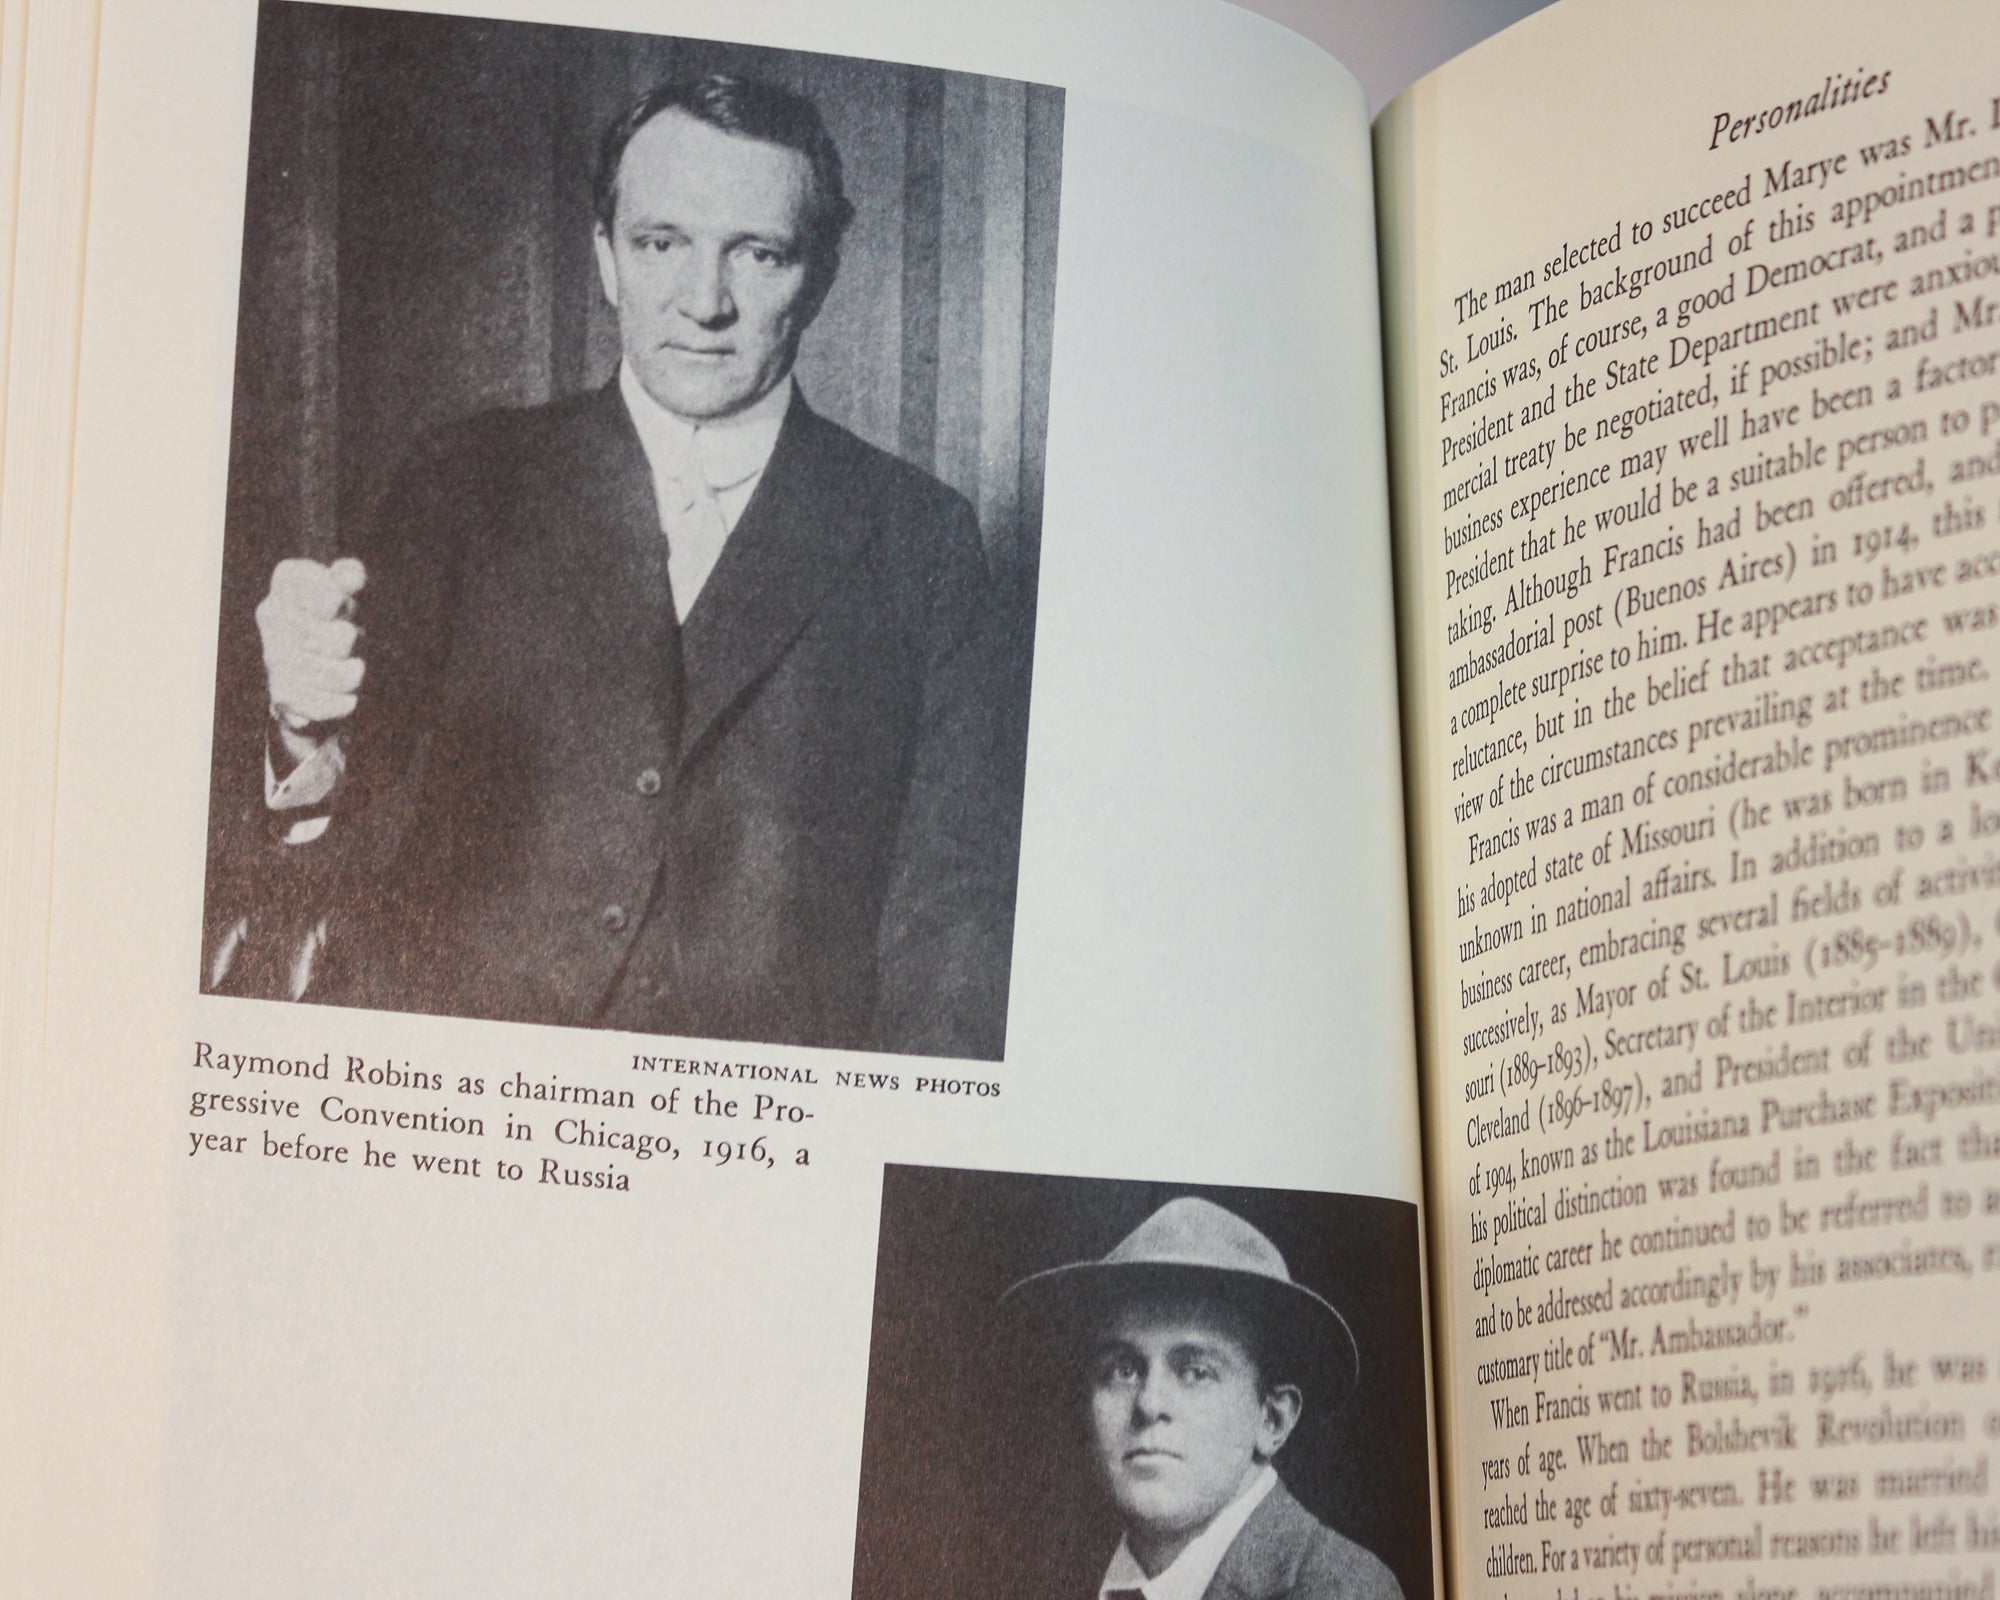 INTERNATIONAL NEWS PHOTOS
Raymond Robins as chairman of the Pro-
gressive Convention in Chicago, 1916, a
year before he went to Russia
Personalities
The man selected to succeed Marye was Mr.
St. Louis. The background of this appointmen
Francis was, of course, a good Democrat, and a p
President and the State Department were anxiou
mercial treaty be negotiated, if possible; and Mr.
business experience may well have been a factor
President that he would be a suitable person to p
taking. Although Francis had been offered, and
ambassadorial post (Buenos Aires) in 1914, this
a complete surprise to him. He appears to have acc
reluctance, but in the belief that acceptance was
view of the circumstances prevailing at the time.
Francis was a man of considerable prominence
his adopted state of Missouri (he was born in Ke
unknown in national affairs. In addition to a lo
business career, embracing several fields of activi
successively, as Mayor of St. Louis (1885–1889),
souri (1889–1893), Secretary of the Interior in the
Cleveland (1896–1897), and President of the Uni
of 1904, known as the Louisiana Purchase Expositi
his political distinction was found in the fact tha
diplomatic career he continued to be referred to a
and to be addressed accordingly by his associates,
customary title of “Mr. Ambassador.”
When Francis went to Russia, in 1916, he was
years of age. When the Bolshevik Revolution
reached the age of sixty-seven. He was married
children. For a variety of personal reasons he left his
his mission alone, accompanied